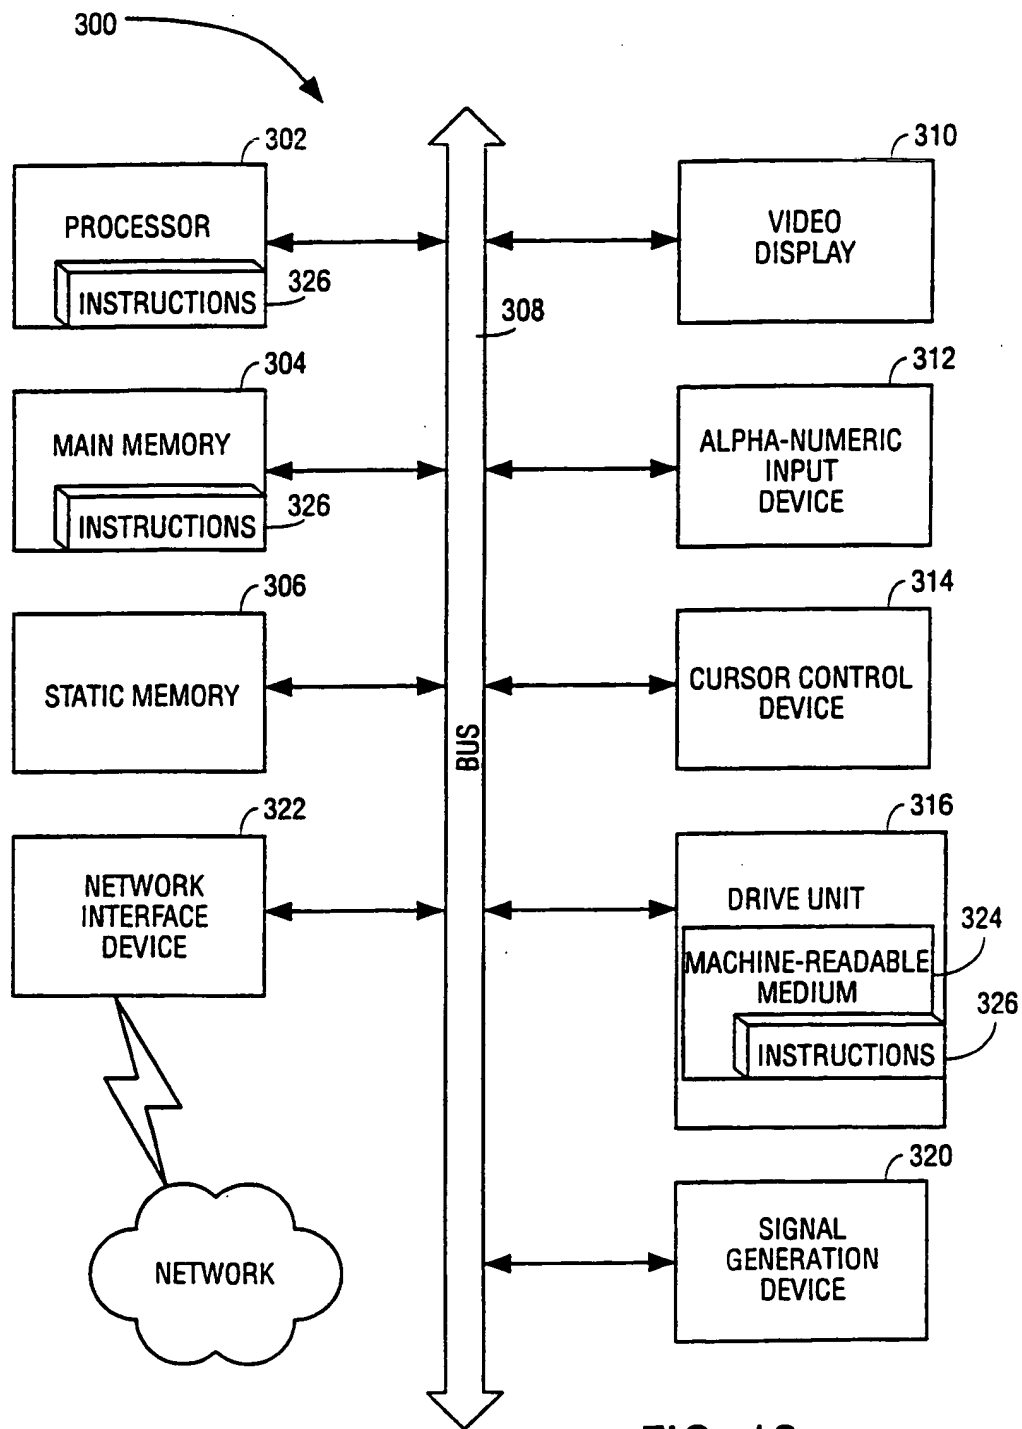 300
302
PROCESSOR
INSTRUCTIONS
326
304
MAIN MEMORY
INSTRUCTIONS
326
306
STATIC MEMORY
322
NETWORK
INTERFACE
DEVICE
NETWORK
308
BUS
310
VIDEO
DISPLAY
312
ALPHA-NUMERIC
INPUT
DEVICE
314
CURSOR CONTROL
DEVICE
316
DRIVE UNIT
324
MACHINE-READABLE
MEDIUM
326
INSTRUCTIONS
320
SIGNAL
GENERATION
DEVICE